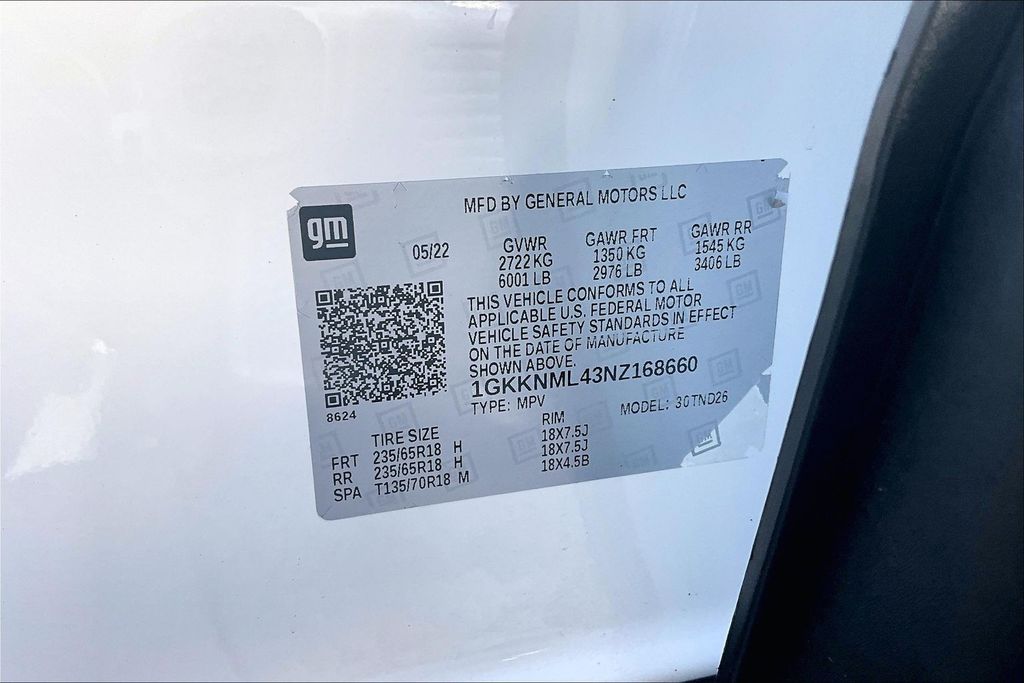 MFD BY GENERAL MOTORS LLC
gm
05/22
GVWR GAWR FRT GAWR RR
2722 KG 1350 KG 1545 KG
6001 LB 2976 LB 3406 LB
THIS VEHICLE CONFORMS TO ALL
APPLICABLE U.S. FEDERAL MOTOR
VEHICLE SAFETY STANDARDS IN EFFECT
ON THE DATE OF MANUFACTURE
SHOWN ABOVE.
1GKKNML43NZ168660
8624
TYPE: MPV MODEL: 30TND26
TIRE SIZE RIM
FRT 235/65R18 H 18X7.5J
RR 235/65R18 H 18X7.5J
SPA T135/70R18 M 18X4.5B